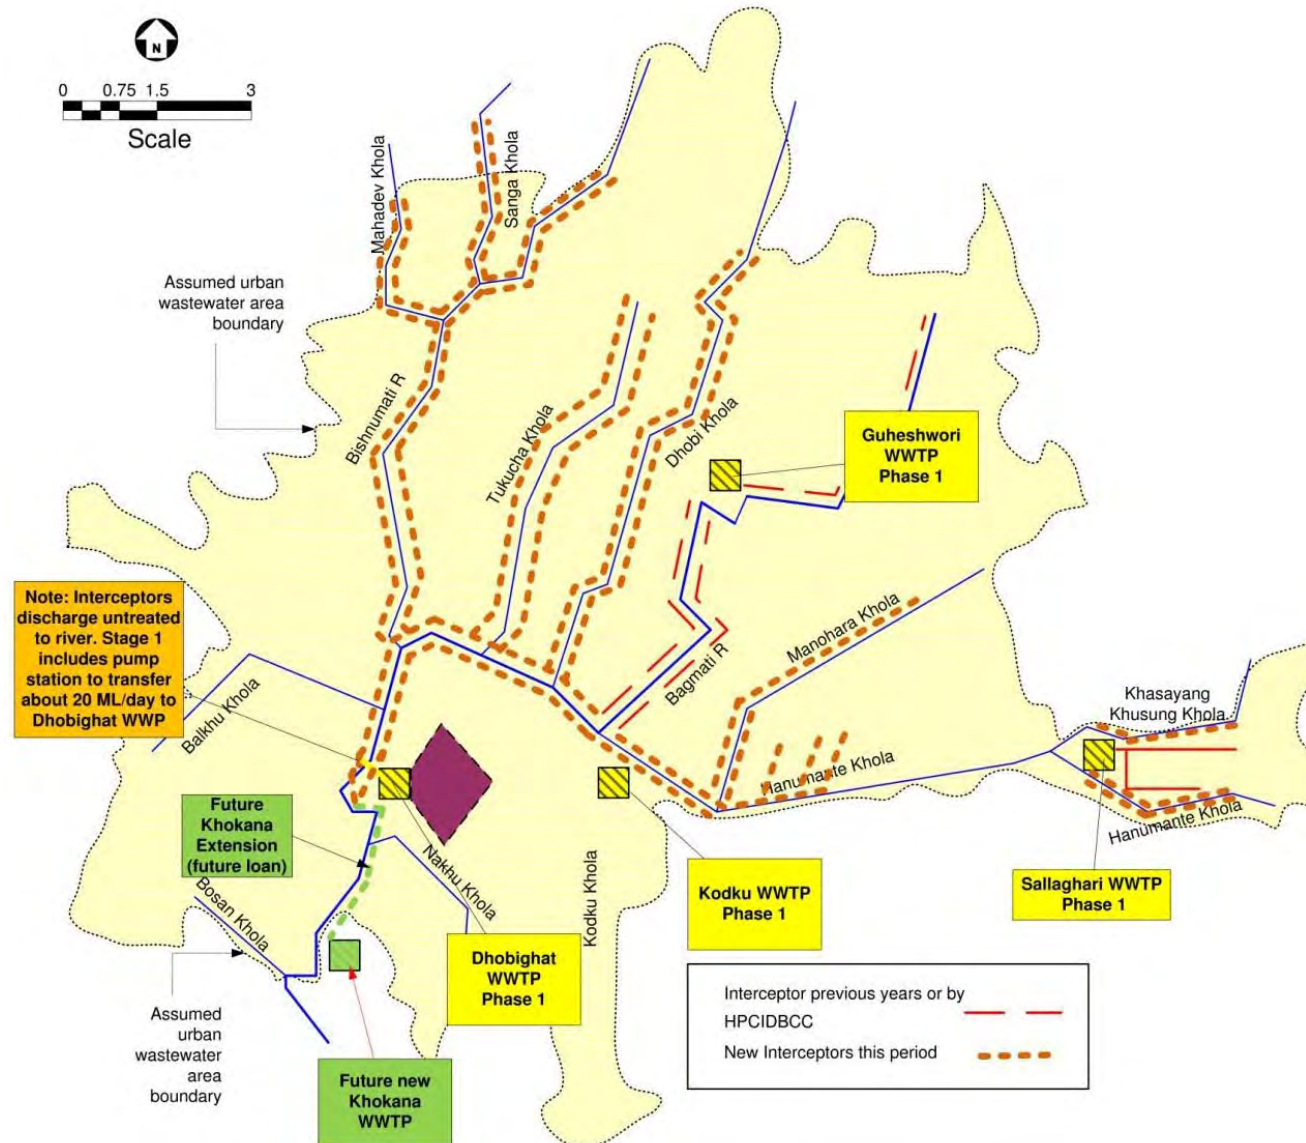 N
0 0.75 1.5 3
Scale
Mahadev Khola
Sanga Khola
Assumed urban
wastewater area
boundary
Bishnumati R
Tukucha Khola
Dhobi Khola
Guheshwori
WWTP
Phase 1
Note: Interceptors
discharge untreated
to river. Stage 1
includes pump
station to transfer
about 20 ML/day to
Dhobighat WWP
Balkhu Khola
Manohara Khola
Bagmati R
Khasayang
Khusung Khola
Hanumante Khola
Hanumante Khola
Future
Khokana
Extension
(future loan)
Nakhu Khola
Bosan Khola
Kodku Khola
Kodku WWTP
Phase 1
Sallaghari WWTP
Phase 1
Dhobighat
WWTP
Phase 1
Assumed
urban
wastewater
area
boundary
Future new
Khokana
WWTP
Interceptor previous years or by
HPCIDBCC
New Interceptors this period